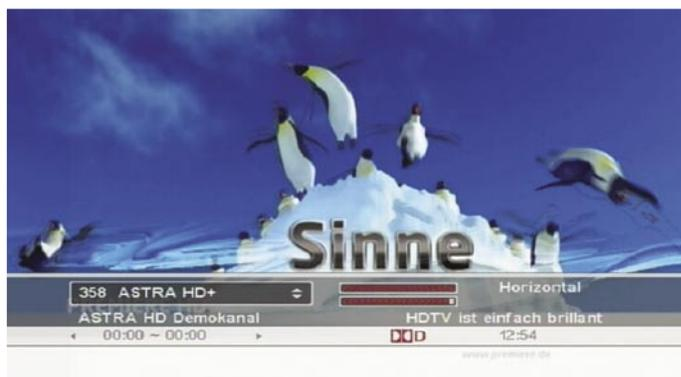 Sinne
358 ASTRA HD+
Horizontal
ASTRA HD Demokanal
HDTV ist einfach brillant
00:00 ~ 00:00
D
12:54
www.premiere.de